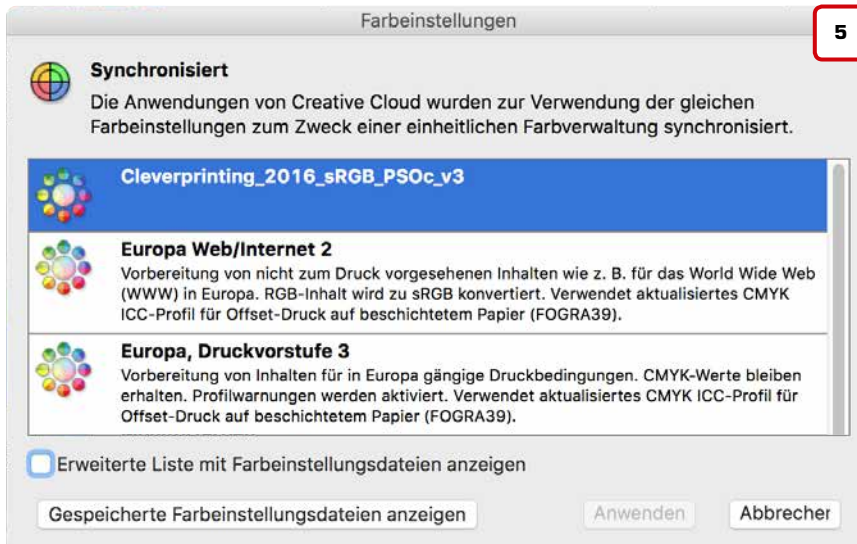 Farbeinstellungen
5
Synchronisiert
Die Anwendungen von Creative Cloud wurden zur Verwendung der gleichen
Farbeinstellungen zum Zweck einer einheitlichen Farbverwaltung synchronisiert.
Cleverprinting_2016_sRGB_PSOc_v3
Europa Web/Internet 2
Vorbereitung von nicht zum Druck vorgesehenen Inhalten wie z. B. für das World Wide Web
(WWW) in Europa. RGB-Inhalt wird zu sRGB konvertiert. Verwendet aktualisiertes CMYK
ICC-Profil für Offset-Druck auf beschichtetem Papier (FOGRA39).
Europa, Druckvorstufe 3
Vorbereitung von Inhalten für in Europa gängige Druckbedingungen. CMYK-Werte bleiben
erhalten. Profilwarnungen werden aktiviert. Verwendet aktualisiertes CMYK ICC-Profil für
Offset-Druck auf beschichtetem Papier (FOGRA39).
Erweiterte Liste mit Farbeinstellungsdateien anzeigen
Gespeicherte Farbeinstellungsdateien anzeigen
Anwenden
Abbrecher